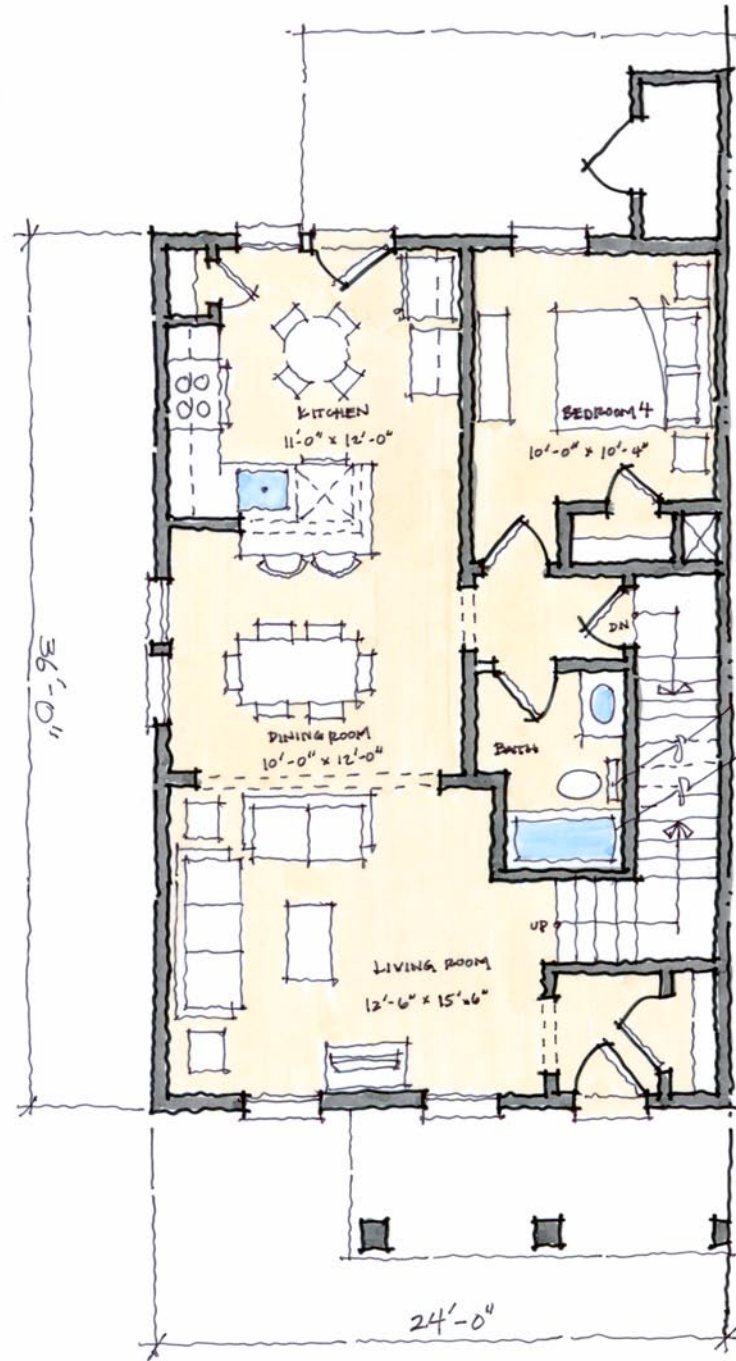 KITCHEN
11'-0" x 12'-0"
BEDROOM 4
10'-0" x 10'-4"
DN
36'-0"
DINING ROOM
10'-0" x 12'-0"
BATH
UP
LIVING ROOM
12'-6" x 15'x6"
24'-0"